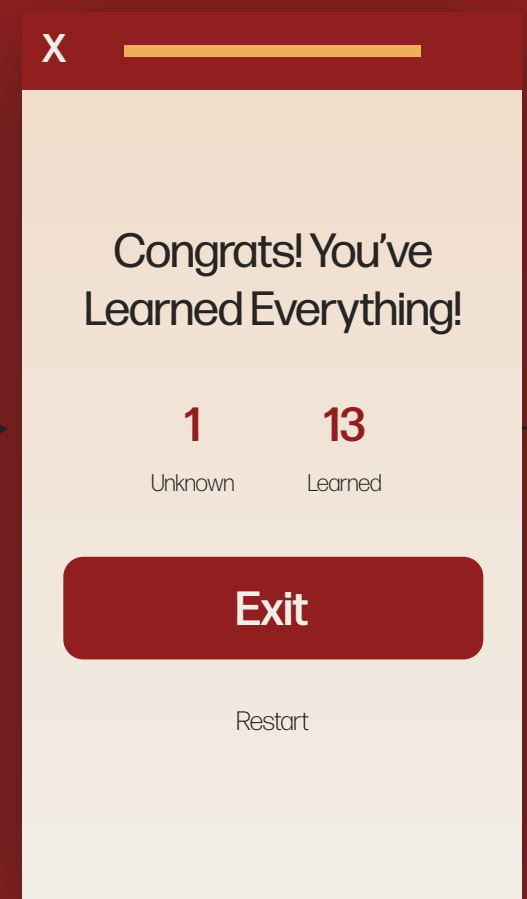 X
Congrats! You’ve
Learned Everything!
1 13
Unknown Learned
Exit
Restart